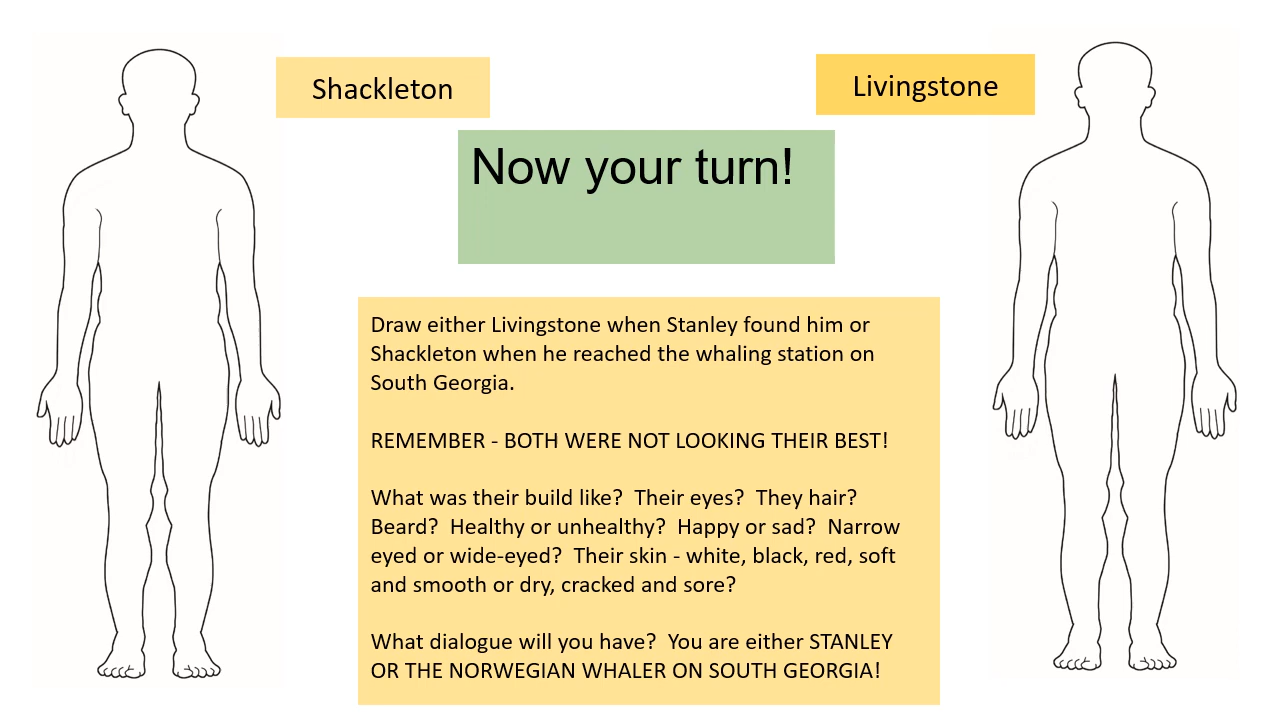 Shackleton
Livingstone
Now your turn!
Draw either Livingstone when Stanley found him or
Shackleton when he reached the whaling station on
South Georgia.
REMEMBER - BOTH WERE NOT LOOKING THEIR BEST!
What was their build like?  Their eyes?  They hair?
Beard?  Healthy or unhealthy?  Happy or sad?  Narrow
eyed or wide-eyed?  Their skin - white, black, red, soft
and smooth or dry, cracked and sore?
What dialogue will you have?  You are either STANLEY
OR THE NORWEGIAN WHALER ON SOUTH GEORGIA!